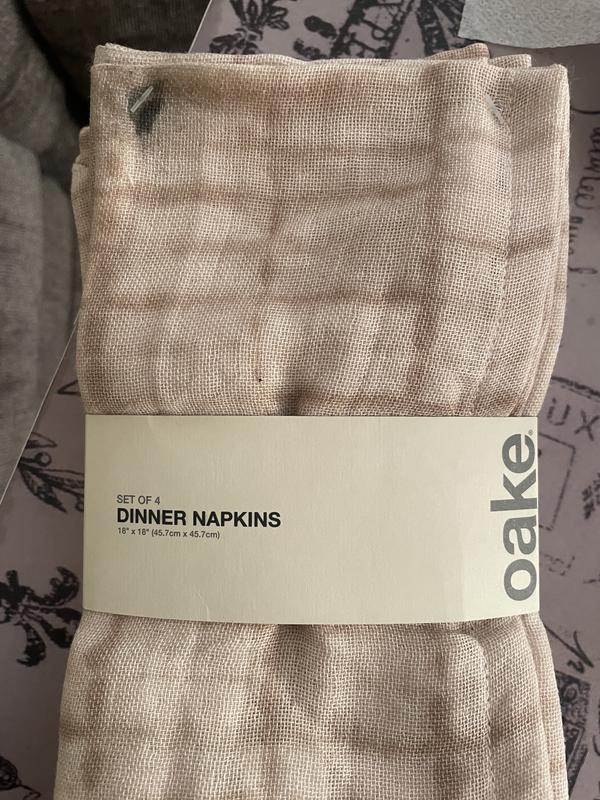 SET OF 4
DINNER NAPKINS
18" x 18" (45.7cm x 45.7cm)
oake®